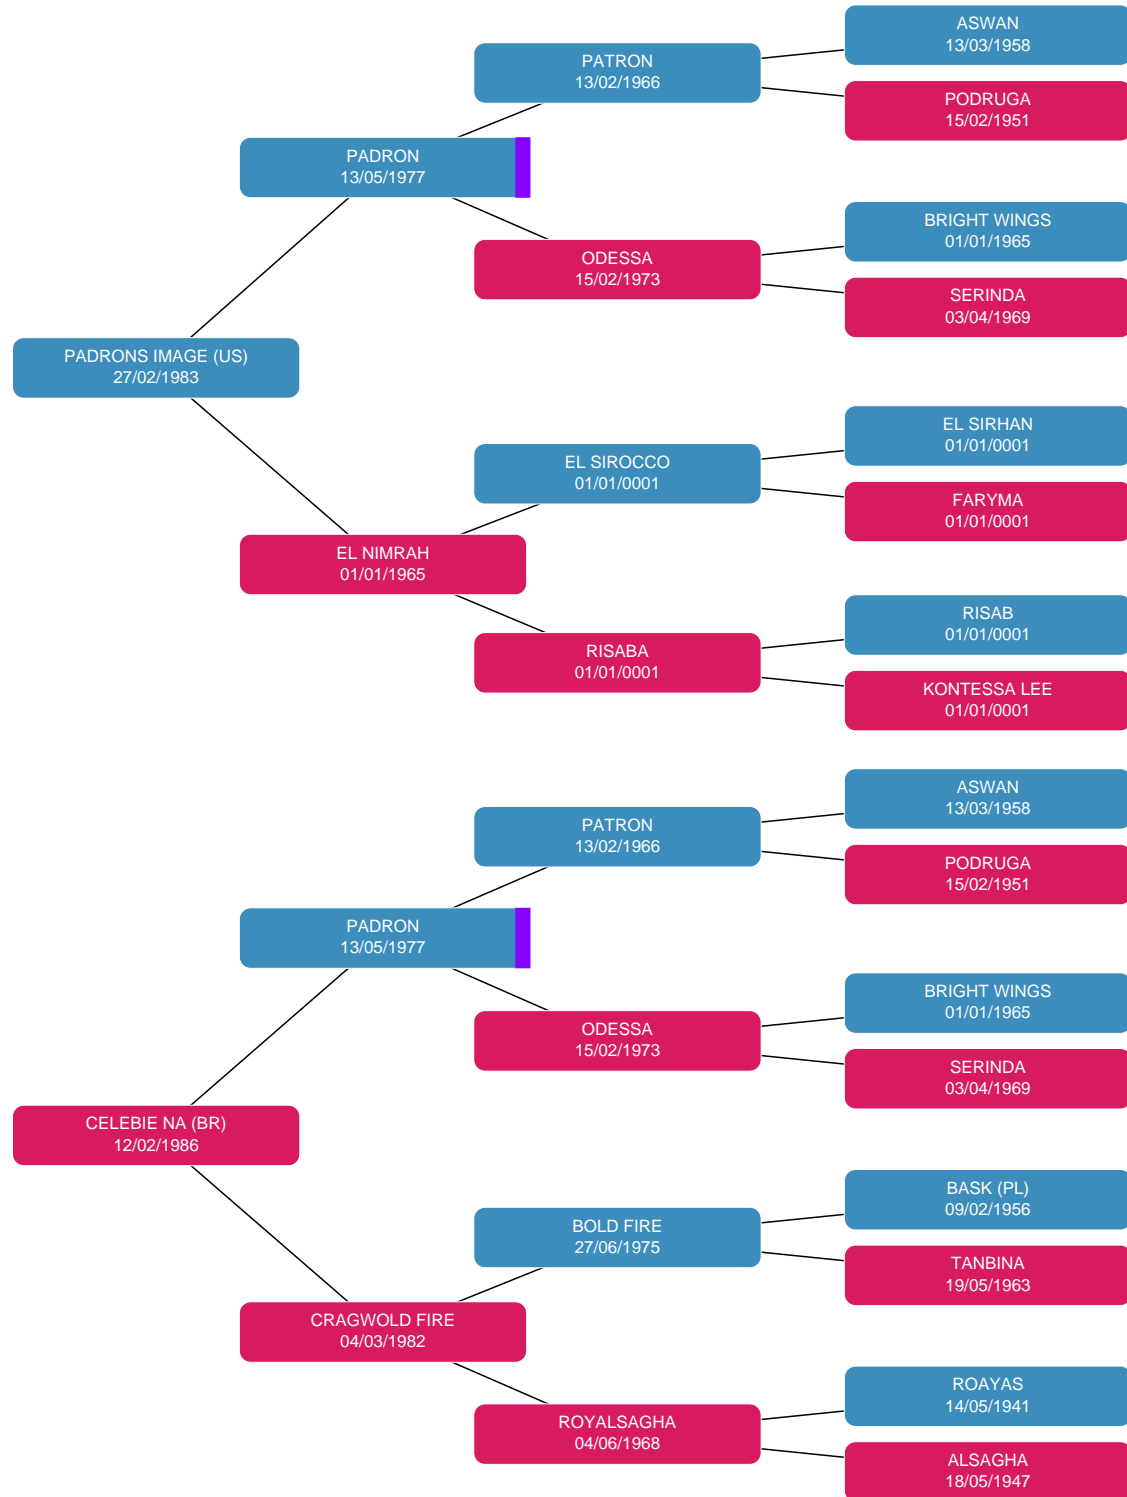 ASWAN
13/03/1958
PATRON
13/02/1966
PODRUGA
15/02/1951
PADRON
13/05/1977
BRIGHT WINGS
01/01/1965
ODESSA
15/02/1973
SERINDA
03/04/1969
PADRONS IMAGE (US)
27/02/1983
EL SIRHAN
01/01/0001
EL SIROCCO
01/01/0001
FARYMA
01/01/0001
EL NIMRAH
01/01/1965
RISAB
01/01/0001
RISABA
01/01/0001
KONTESSA LEE
01/01/0001
ASWAN
13/03/1958
PATRON
13/02/1966
PODRUGA
15/02/1951
PADRON
13/05/1977
BRIGHT WINGS
01/01/1965
ODESSA
15/02/1973
SERINDA
03/04/1969
CELEBIE NA (BR)
12/02/1986
BASK (PL)
09/02/1956
BOLD FIRE
27/06/1975
TANBINA
19/05/1963
CRAGWOLD FIRE
04/03/1982
ROAYAS
14/05/1941
ROYALSAGHA
04/06/1968
ALSAGHA
18/05/1947